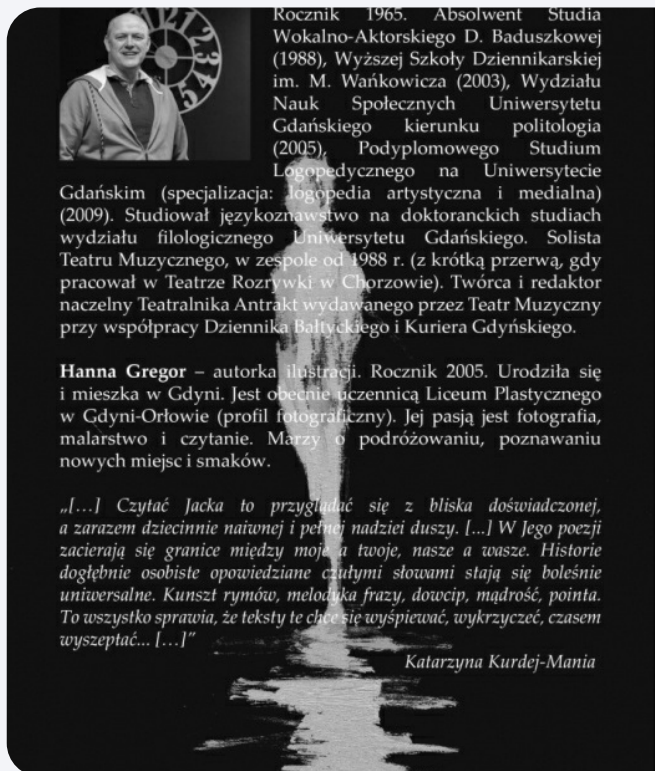 Rocznik 1965. Absolwent Studia
Wokalno-Aktorskiego D. Baduszkowej
(1988), Wyższej Szkoły Dziennikarskiej
im. M. Wańkowicza (2003), Wydziału
Nauk Społecznych Uniwersytetu
Gdańskiego kierunku politologia
(2005), Podyplomowego Studium
Logopedycznego na Uniwersytecie
Gdańskim (specjalizacja: logopedia artystyczna i medialna)
(2009). Studiował językoznawstwo na doktoranckich studiach
wydziału filologicznego Uniwersytetu Gdańskiego. Solista
Teatru Muzycznego, w zespole od 1988 r. (z krótką przerwą, gdy
pracował w Teatrze Rozrywki w Chorzowie). Twórca i redaktor
naczelny Teatralnika Antrakt wydawanego przez Teatr Muzyczny
przy współpracy Dziennika Bałtyckiego i Kuriera Gdyńskiego.
Hanna Gregor – autorka ilustracji. Rocznik 2005. Urodziła się
i mieszka w Gdyni. Jest obecnie uczennicą Liceum Plastycznego
w Gdyni-Orłowie (profil fotograficzny). Jej pasją jest fotografia,
malarstwo i czytanie. Marzy o podróżowaniu, poznawaniu
nowych miejsc i smaków.
„[…] Czytać Jacka to przyglądać się z bliska doświadczonej,
a zarazem dziecinnie naiwnej i pełnej nadziei duszy. [...] W Jego poezji
zacierają się granice między moje a twoje, nasze a wasze. Historie
dogłębnie osobiste opowiedziane czułymi słowami stają się boleśnie
uniwersalne. Kunszt rymów, melodyka frazy, dowcip, mądrość, pointa.
To wszystko sprawia, że teksty te chce się wyśpiewać, wykrzyczeć, czasem
wyszeptać... […]”
Katarzyna Kurdej-Mania